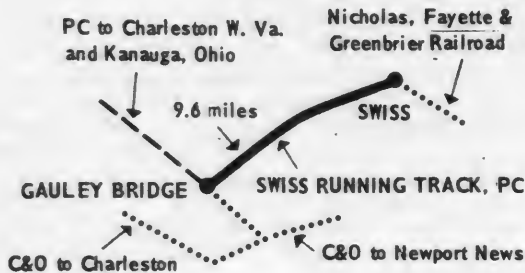 PC to Charleston W. Va.
and Kanauga, Ohio
Nicholas, Fayette &
Greenbrier Railroad
9.6 miles
SWISS
GAULEY BRIDGE
SWISS RUNNING TRACK, PC
C&O to Charleston
C&O to Newport News